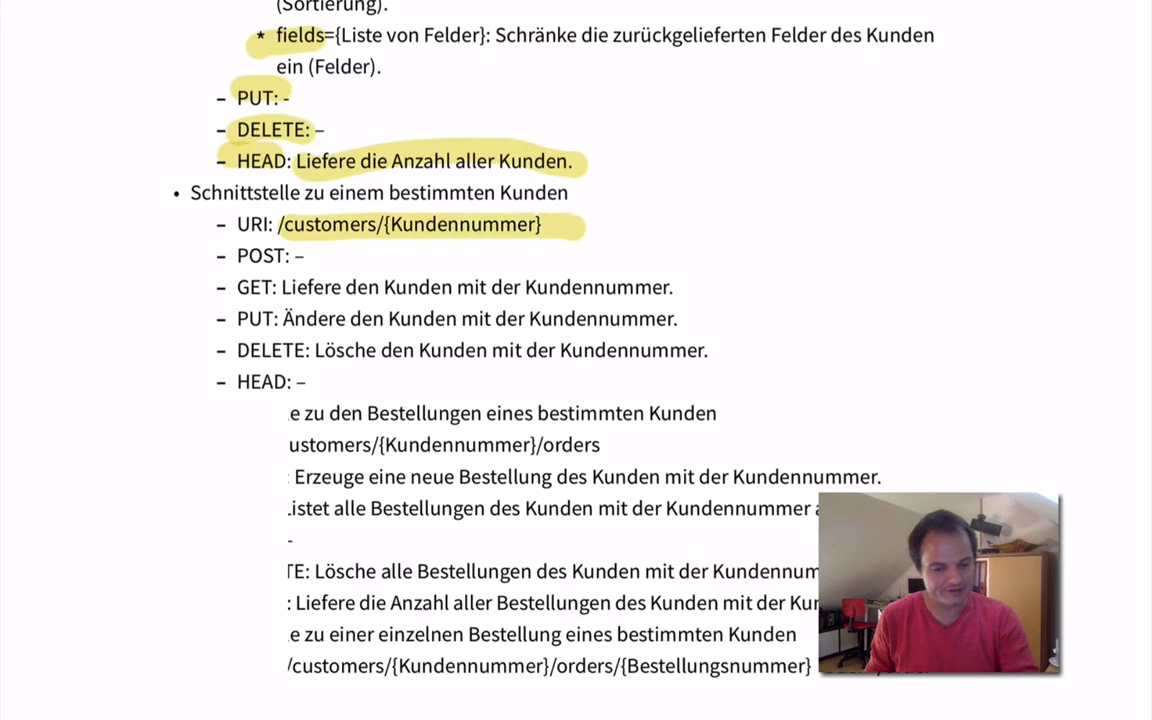 (Sortierung).
* fields={Liste von Felder}: Schränke die zurückgelieferten Felder des Kunden
ein (Felder).
– PUT: -
– DELETE: –
– HEAD: Liefere die Anzahl aller Kunden.
• Schnittstelle zu einem bestimmten Kunden
– URI: /customers/{Kundennummer}
– POST: –
– GET: Liefere den Kunden mit der Kundennummer.
– PUT: Ändere den Kunden mit der Kundennummer.
– DELETE: Lösche den Kunden mit der Kundennummer.
– HEAD: –
e zu den Bestellungen eines bestimmten Kunden
ustomers/{Kundennummer}/orders
: Erzeuge eine neue Bestellung des Kunden mit der Kundennummer.
istet alle Bestellungen des Kunden mit der Kundennummer
-
TE: Lösche alle Bestellungen des Kunden mit der Kundennum
: Liefere die Anzahl aller Bestellungen des Kunden mit der Kur
e zu einer einzelnen Bestellung eines bestimmten Kunden
/customers/{Kundennummer}/orders/{Bestellungsnummer}